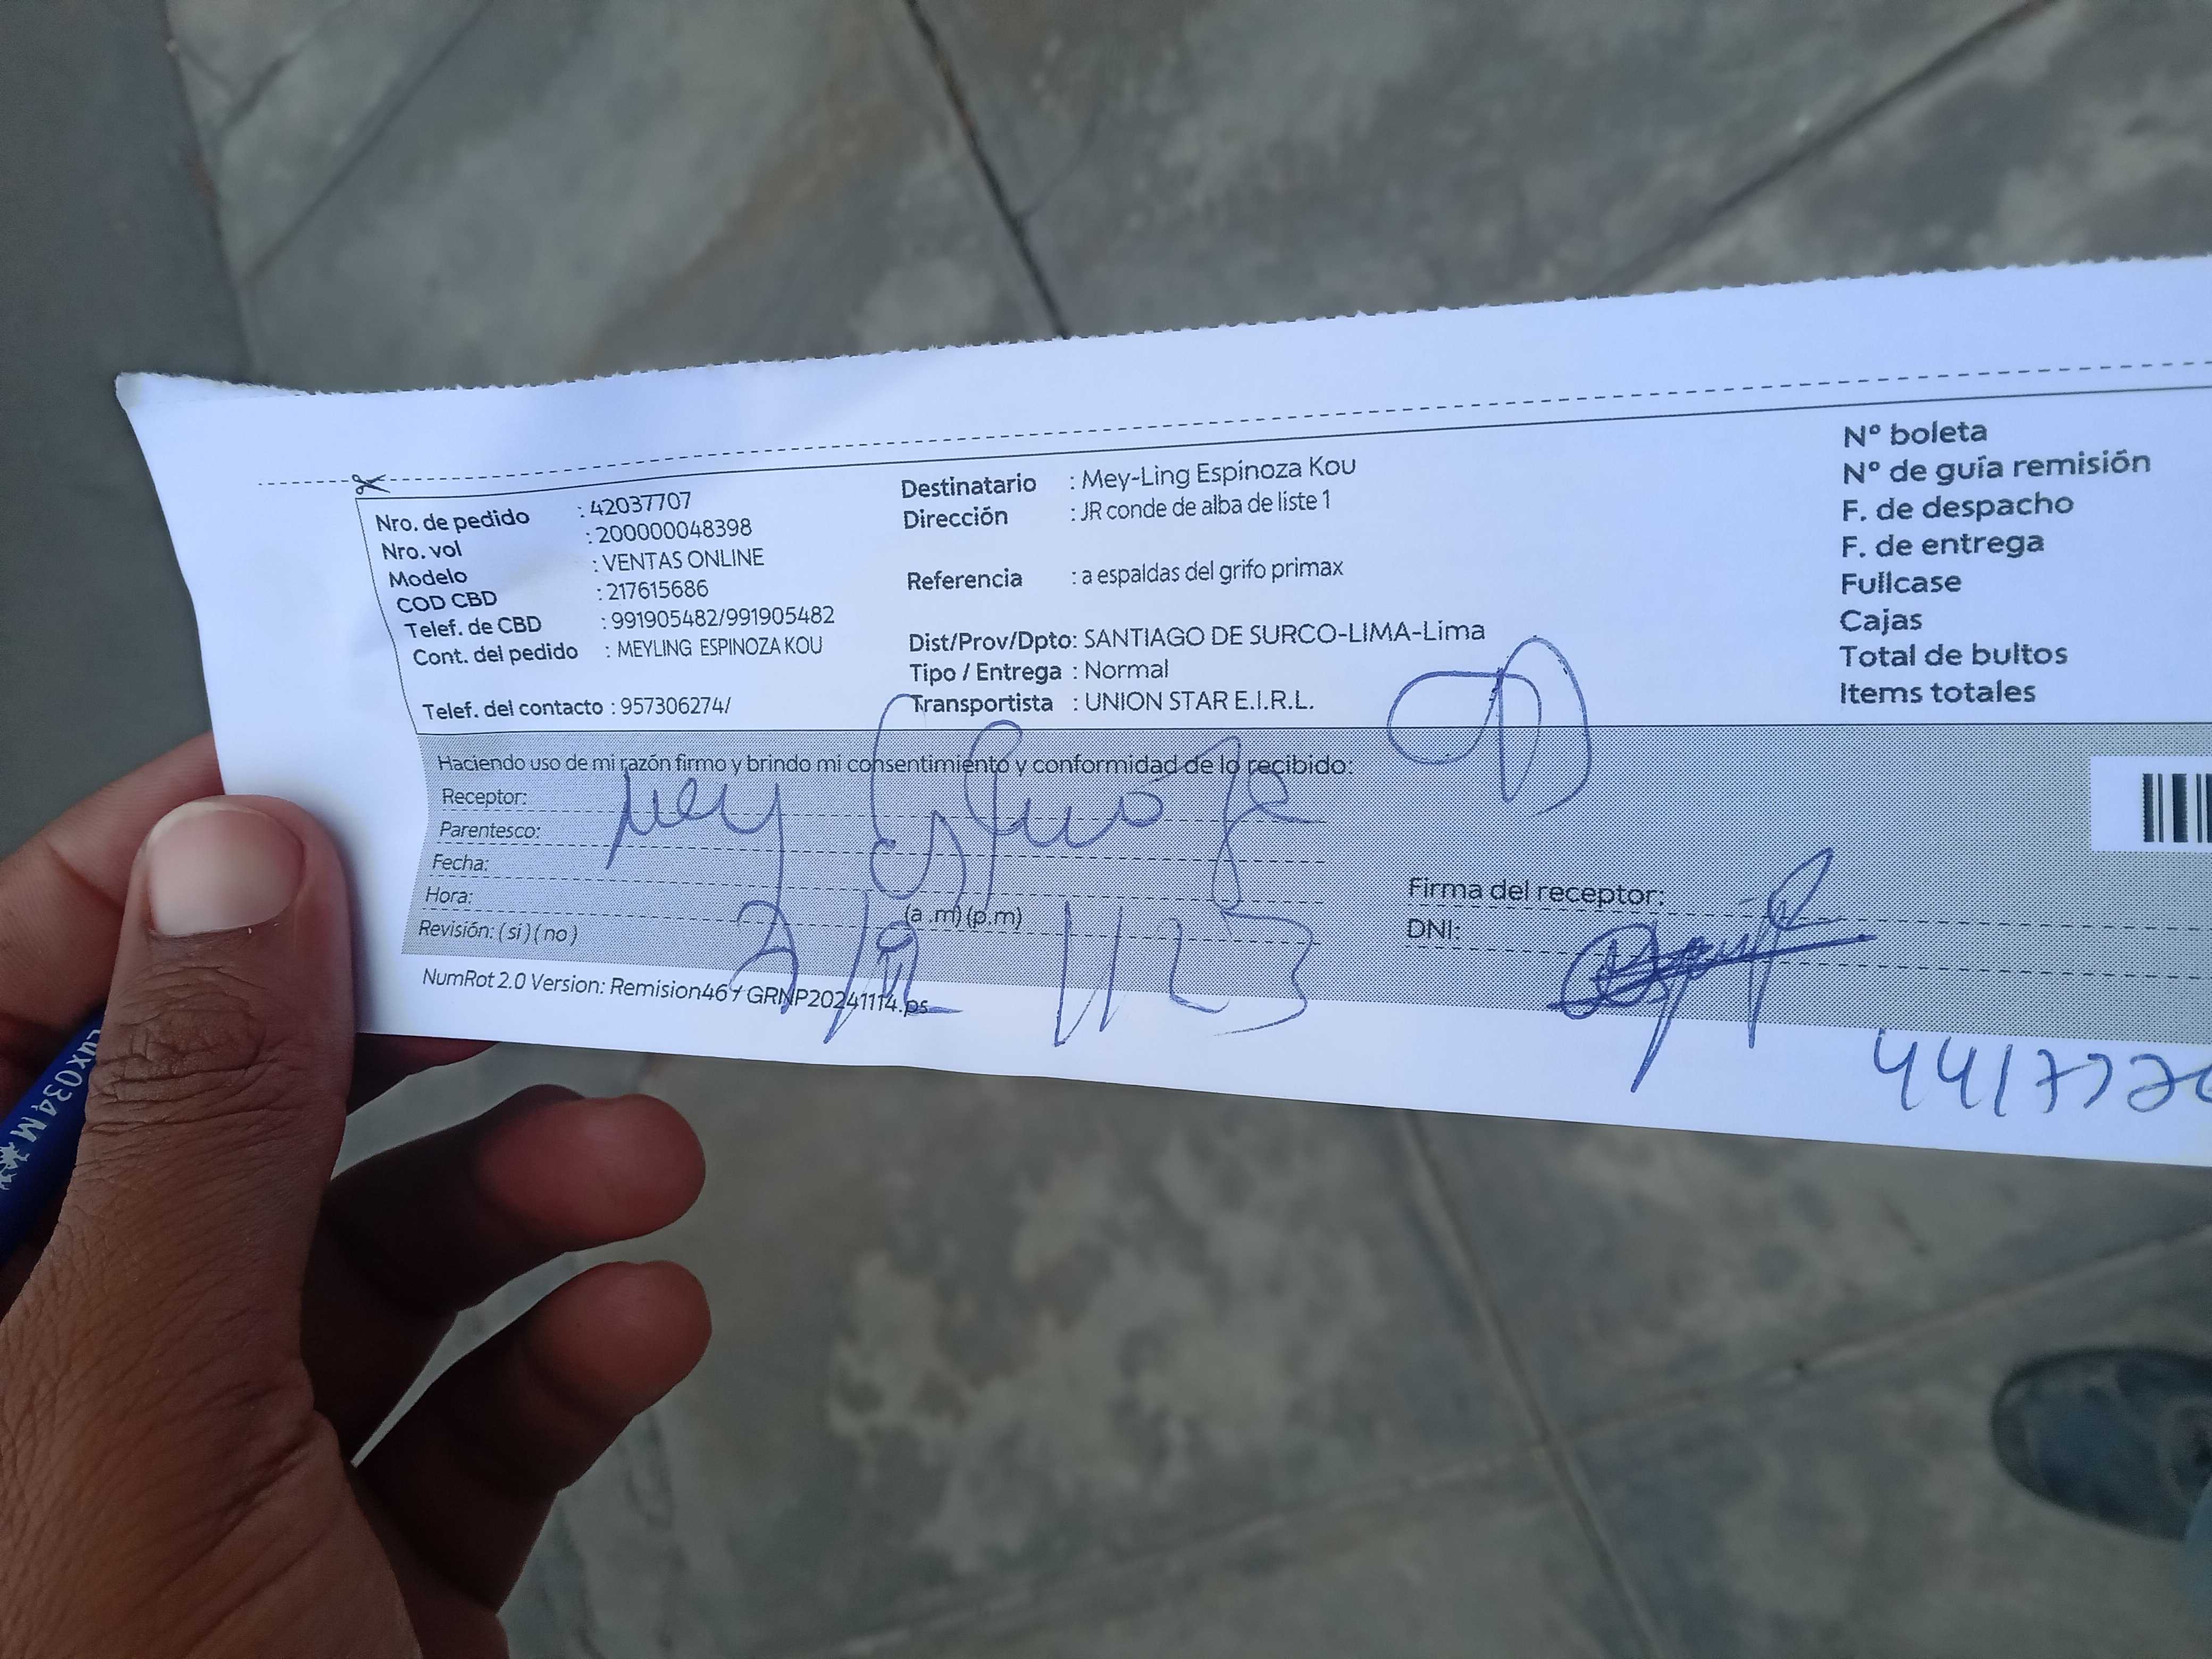 Nro. de pedido : 42037707
Nro. vol : 200000048398
Modelo : VENTAS ONLINE
COD CBD : 217615686
Telef. de CBD : 991905482/991905482
Cont. del pedido : MEYLING ESPINOZA KOU
Telef. del contacto : 957306274/
Destinatario : Mey-Ling Espinoza Kou
Dirección : JR conde de alba de liste 1
Referencia : a espaldas del grifo primax
Dist/Prov/Dpto: SANTIAGO DE SURCO-LIMA-Lima
Tipo / Entrega : Normal
Transportista : UNION STAR E.I.R.L.
Nº boleta
Nº de guía remisión
F. de despacho
F. de entrega
Fullcase
Cajas
Total de bultos
Items totales
Haciendo uso de mi razón firmo y brindo mi consentimiento y conformidad de lo recibido:
Receptor: Mey Espinoza
Parentesco:
Fecha:
Hora: (a .m) (p.m)
Revisión: ( si ) ( no )
Firma del receptor:
DNI:
NumRot 2.0 Version: Remision46 / GRNP20241114.ps
Lux034 M